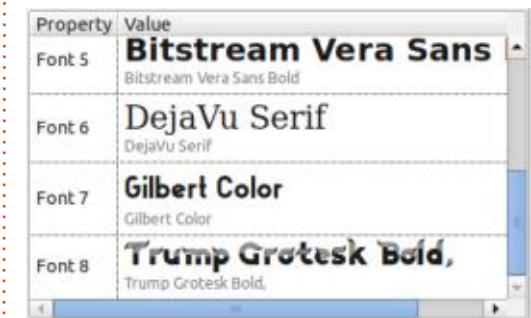 Property Value
Font 5
Bitstream Vera Sans
Bitstream Vera Sans Bold
Font 6
DejaVu Serif
DejaVu Serif
Font 7
Gilbert Color
Gilbert Color
Font 8
Trump Grotesk Bold,
Trump Grotesk Bold,